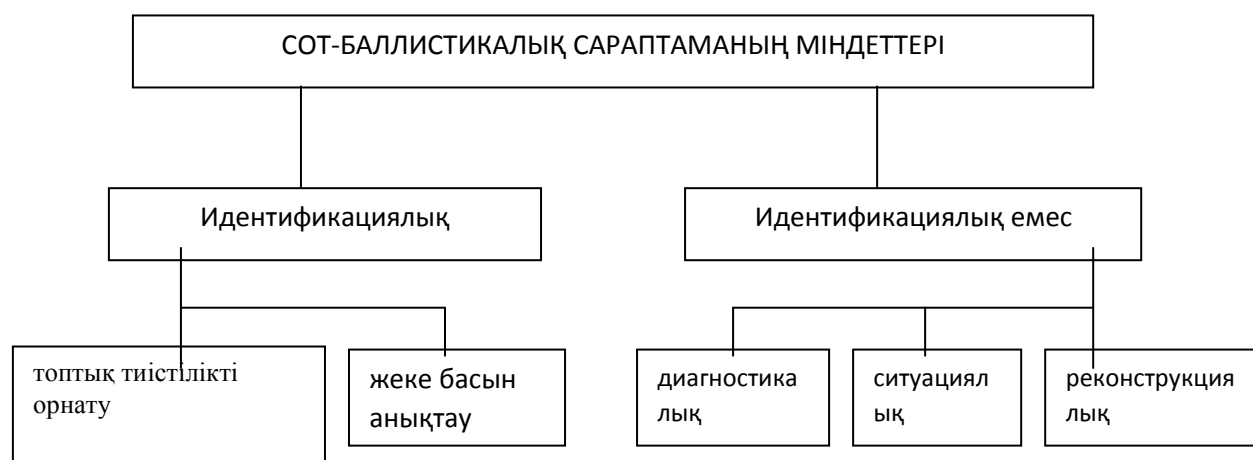 СОТ-БАЛЛИСТИКАЛЫҚ САРАПТАМАНЫҢ МІНДЕТТЕРІ
Идентификациялық
Идентификациялық емес
топтық тиістілікті
орнату
жеке басын
анықтау
диагностика
лық
ситуациял
ық
реконструкция
лық